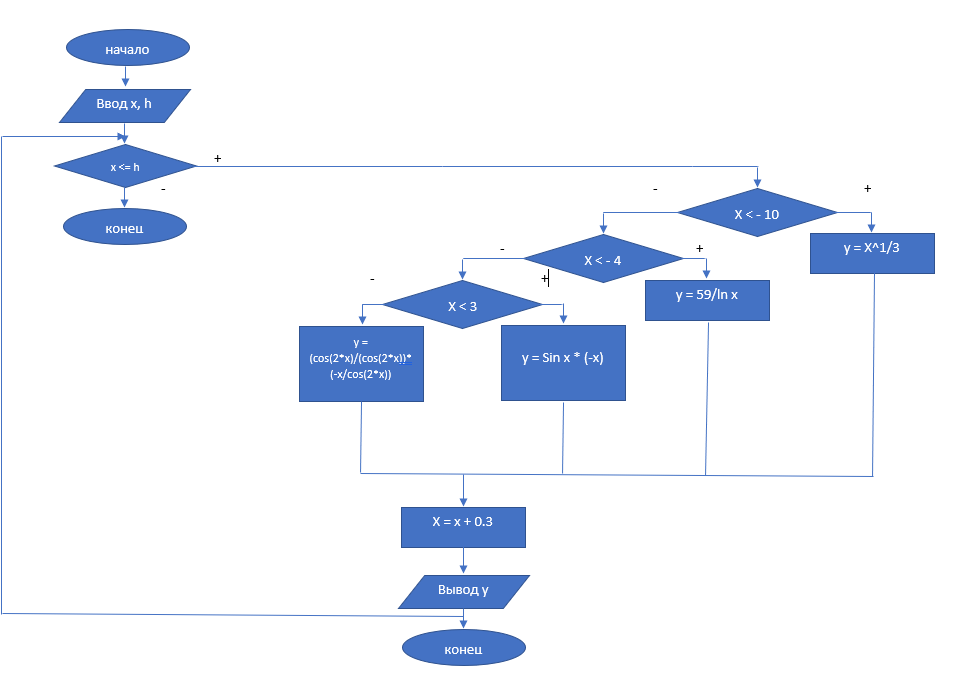 начало
Ввод x, h
x <= h
+
-
конец
-
+
X < - 10
y = X^1/3
-
+
X < - 4
y = 59/ln x
-
+
X < 3
y =
(cos(2*x)/(cos(2*x))*
(-x/cos(2*x))
y = Sin x * (-x)
X = x + 0.3
Вывод y
конец